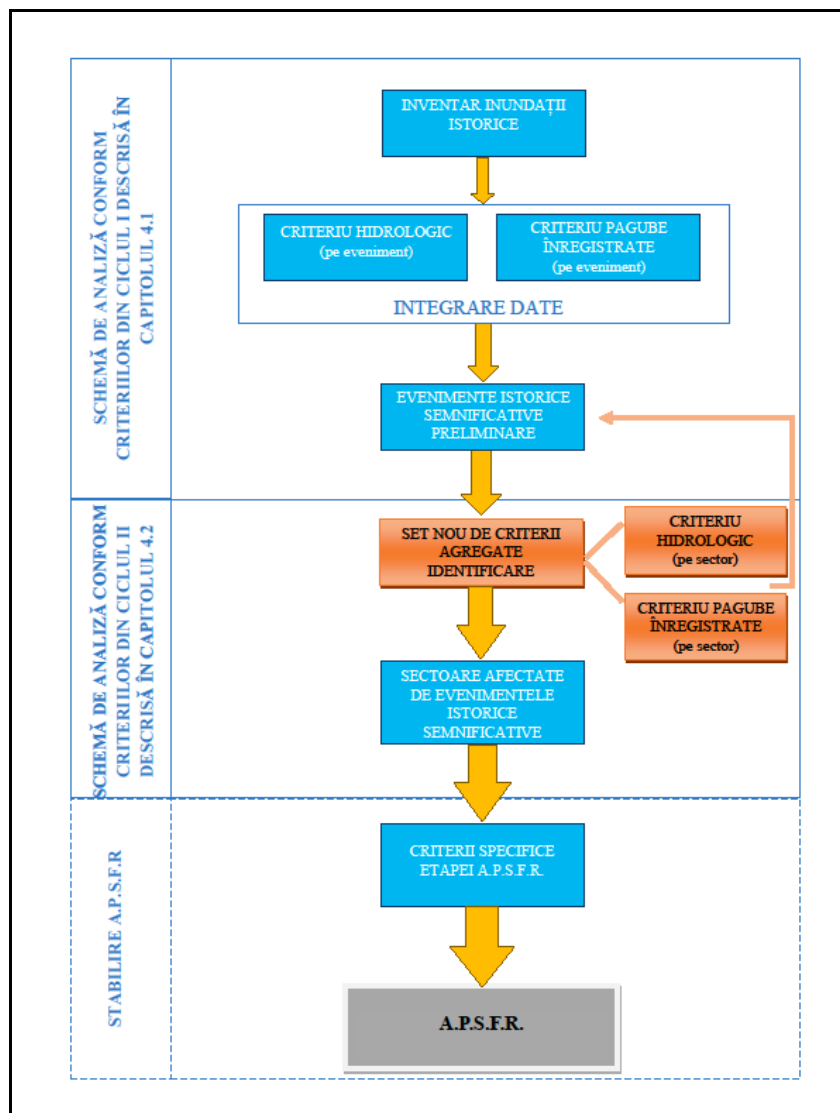 SCHEMĂ DE ANALIZĂ CONFORM
CRITERIILOR DIN CICLUL I DESCRISĂ ÎN
CAPITOLUL 4.1
INVENTAR INUNDAȚII
ISTORICE
CRITERIU HIDROLOGIC
(pe eveniment)
CRITERIU PAGUBE
ÎNREGISTRATE
(pe eveniment)
INTEGRARE DATE
EVENIMENTE ISTORICE
SEMNIFICATIVE
PRELIMINARE
SCHEMĂ DE ANALIZĂ CONFORM
CRITERIILOR DIN CICLUL II
DESCRISĂ ÎN CAPITOLUL 4.2
SET NOU DE CRITERII
AGREGATE
IDENTIFICARE
CRITERIU
HIDROLOGIC
(pe sector)
CRITERIU PAGUBE
ÎNREGISTRATE
(pe sector)
SECTOARE AFECTATE
DE EVENIMENTELE
ISTORICE
SEMNIFICATIVE
STABILIRE A.P.S.F.R
CRITERII SPECIFICE
ETAPEI A.P.S.F.R.
A.P.S.F.R.